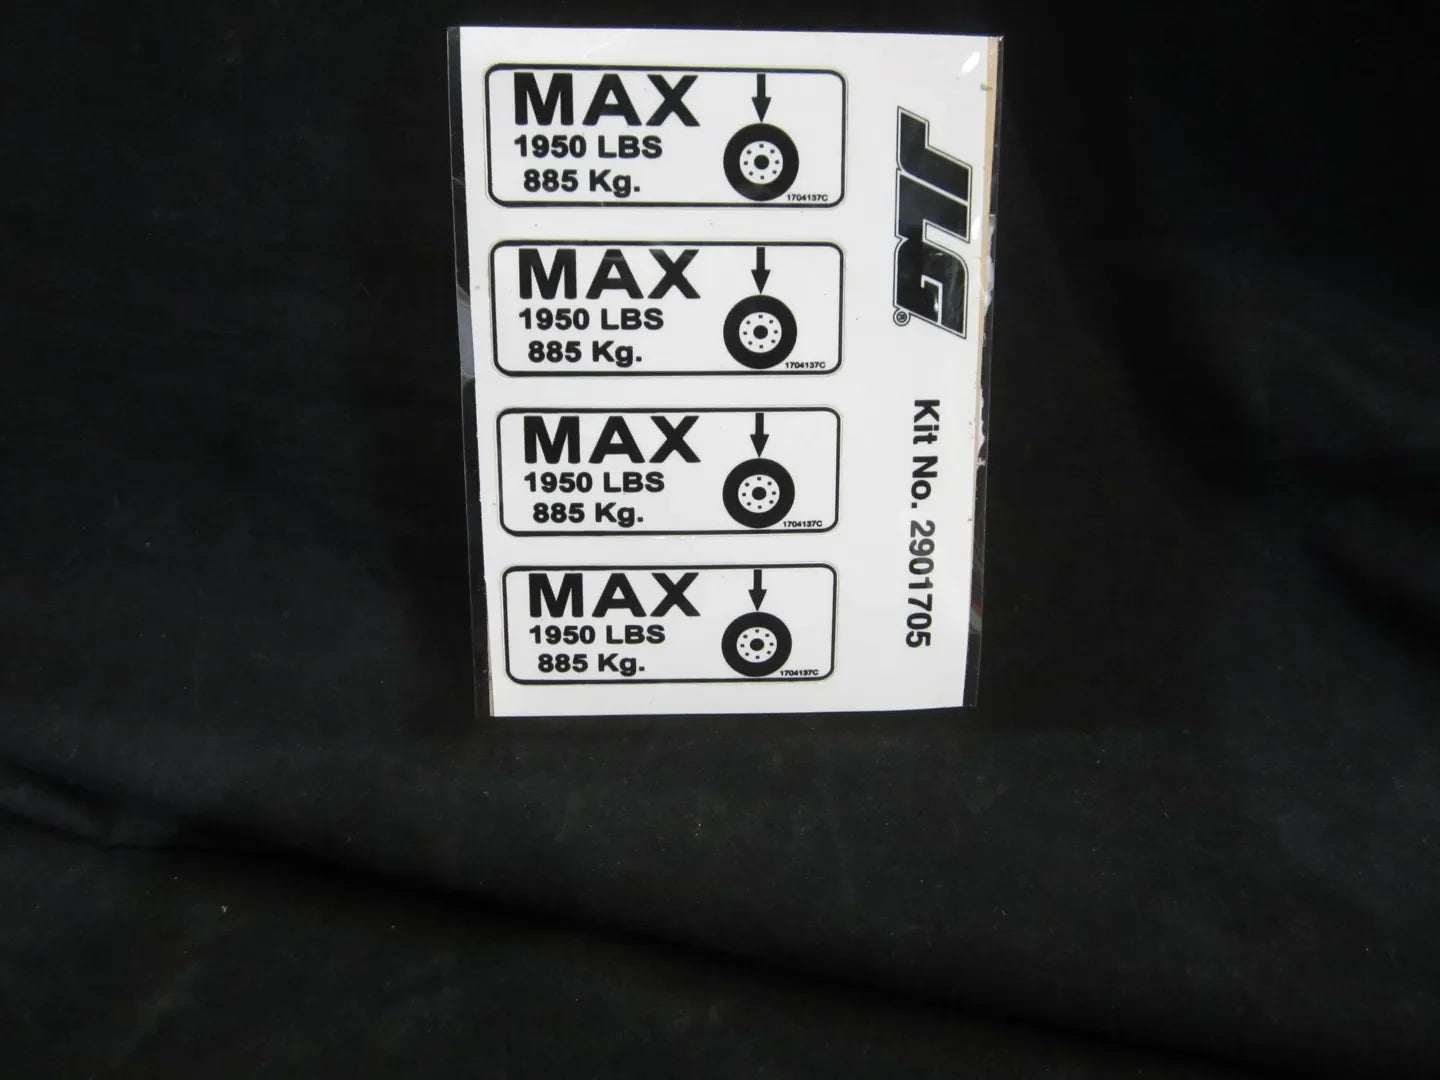 MAX
1950 LBS
885 Kg.
1704137C
MAX
1950 LBS
885 Kg.
1704137C
MAX
1950 LBS
885 Kg.
1704137C
MAX
1950 LBS
885 Kg.
1704137C
JLG®
Kit No. 2901705